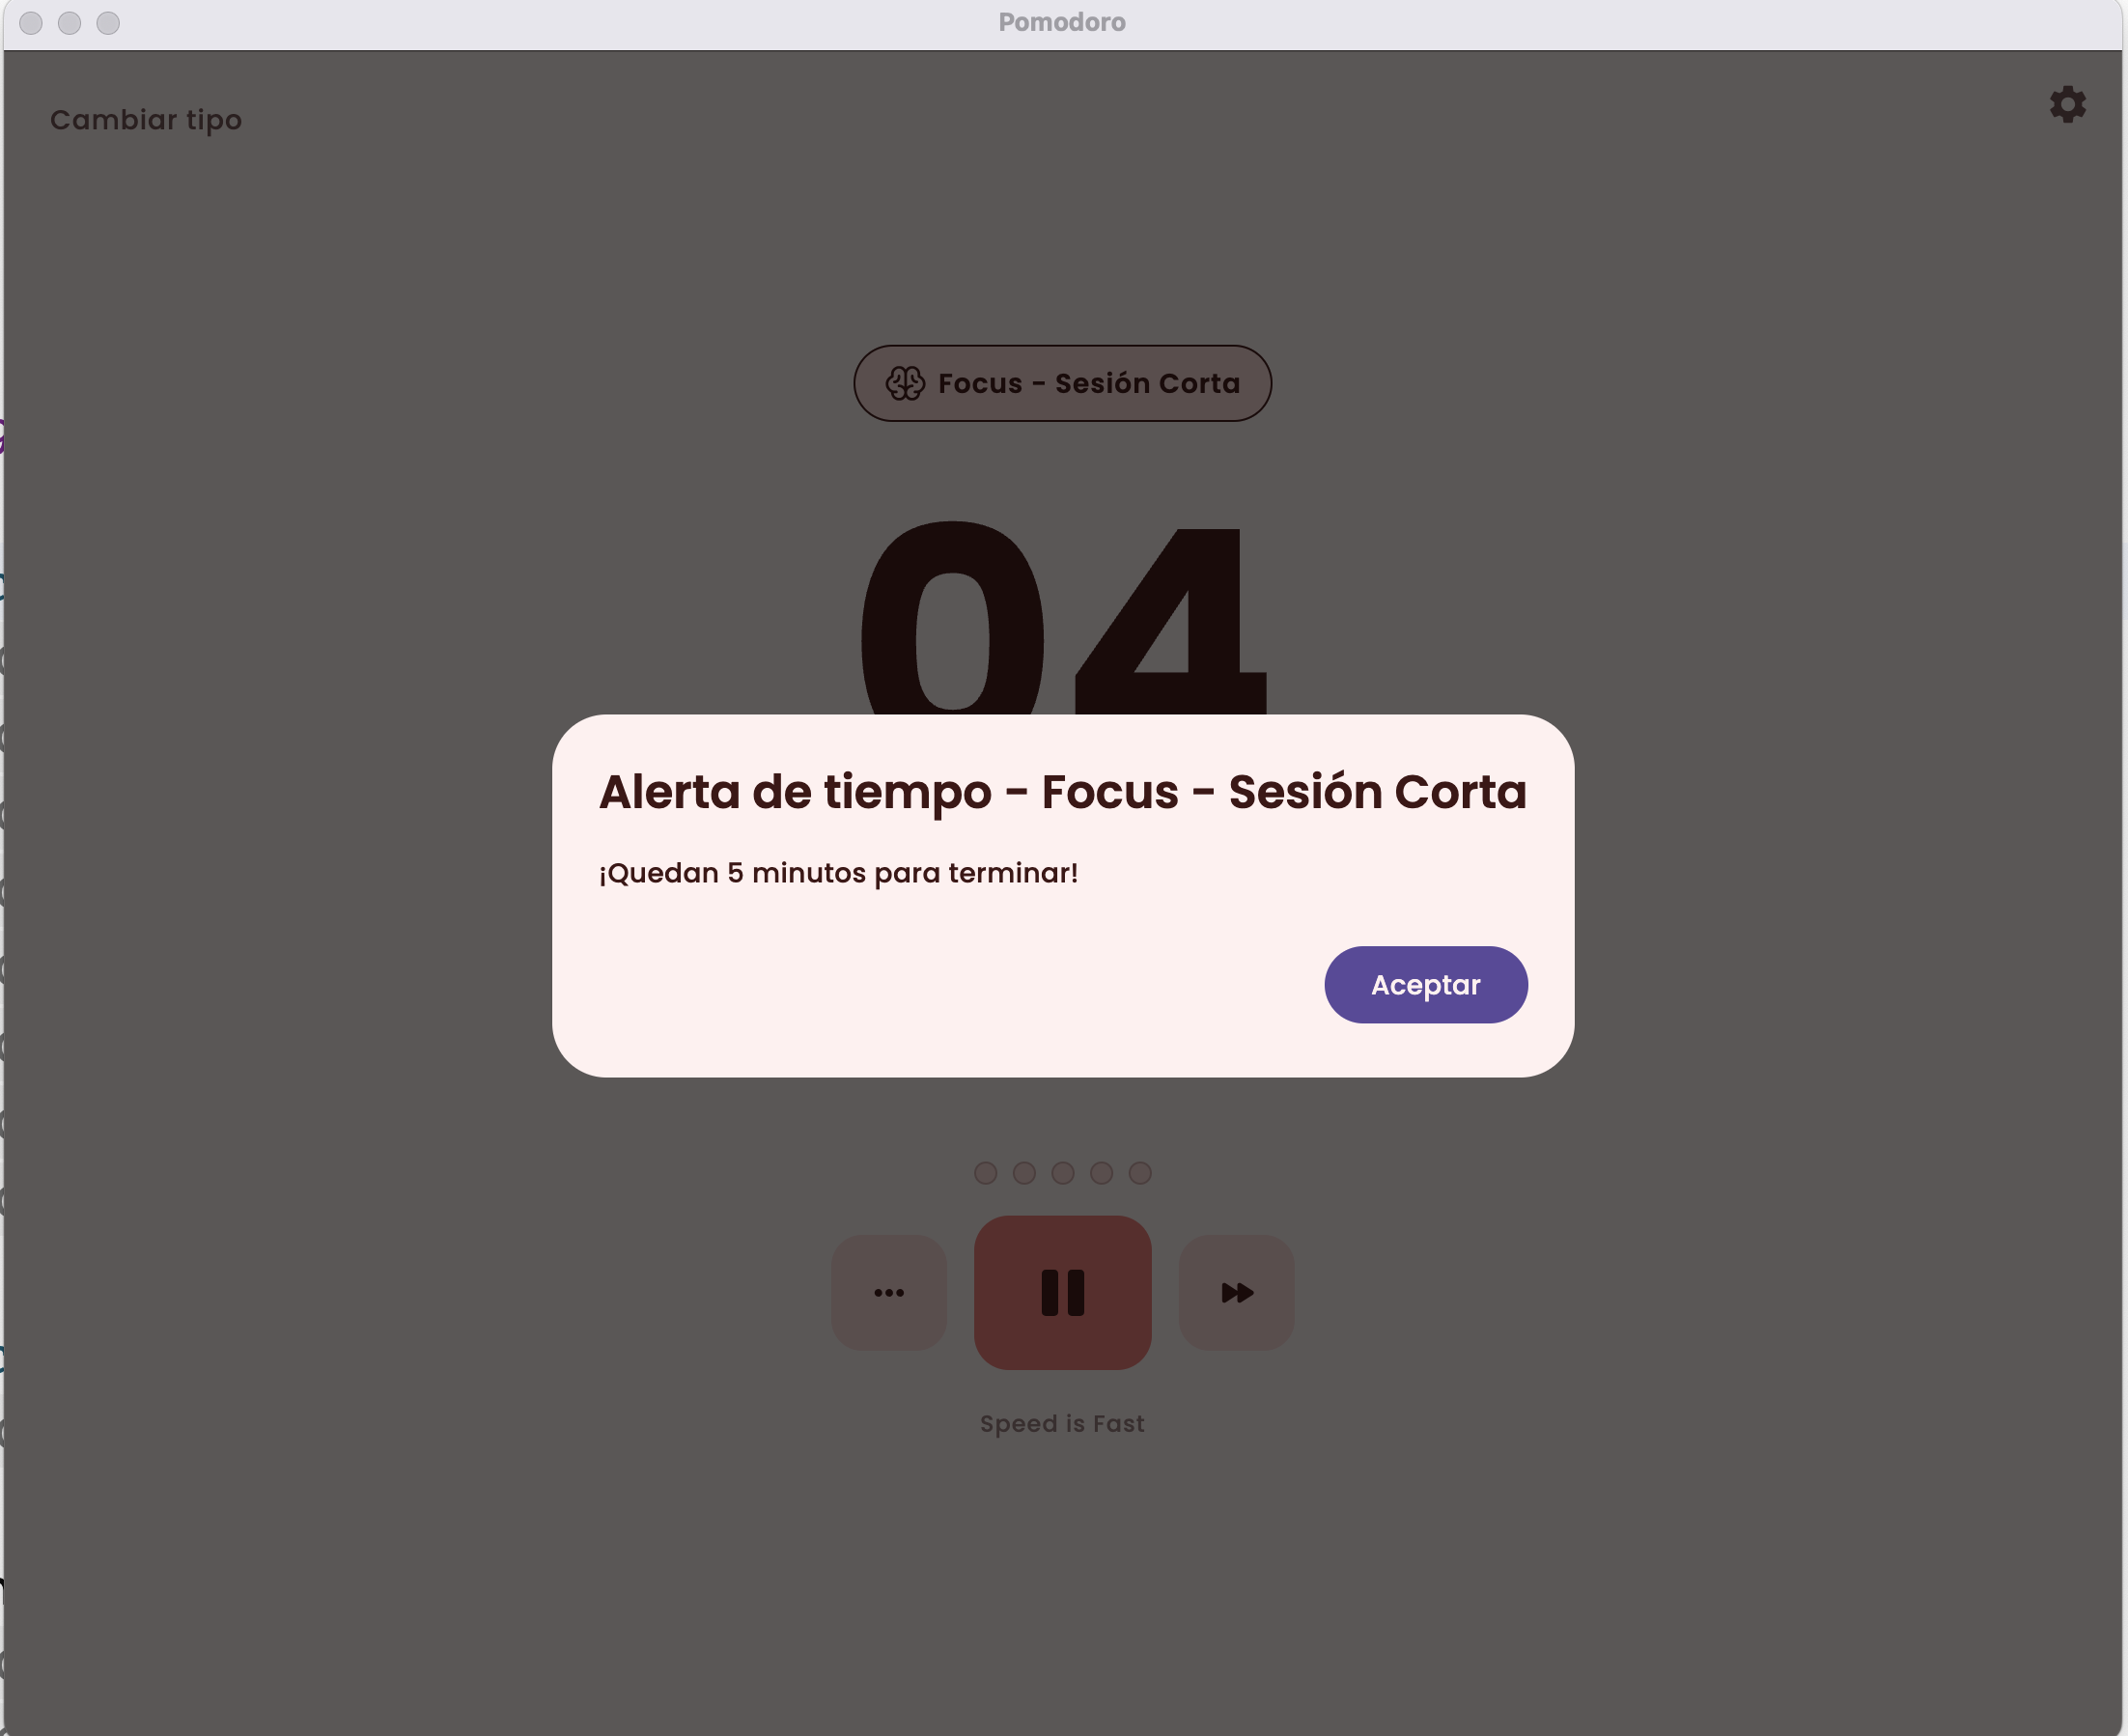 Pomodoro
Cambiar tipo
Focus - Sesión Corta
04
Alerta de tiempo - Focus - Sesión Corta
¡Quedan 5 minutos para terminar!
Aceptar
Speed is Fast